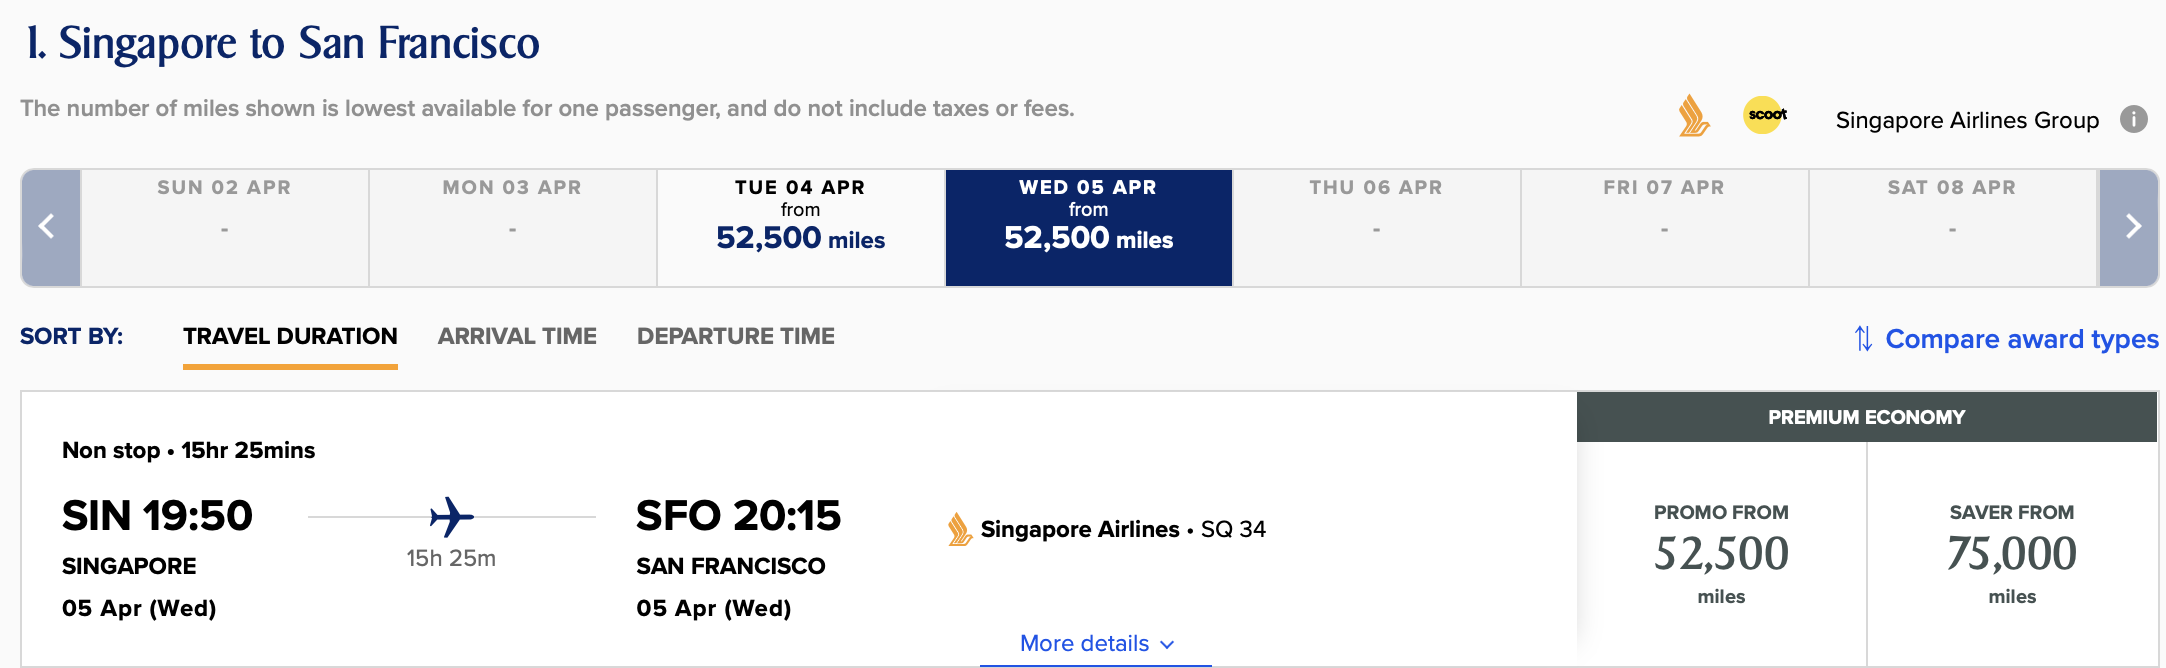 1. Singapore to San Francisco
The number of miles shown is lowest available for one passenger, and do not include taxes or fees.
scoot
Singapore Airlines Group
i
SUN 02 APR
-
MON 03 APR
-
TUE 04 APR
from
52,500 miles
WED 05 APR
from
52,500 miles
THU 06 APR
-
FRI 07 APR
-
SAT 08 APR
-
SORT BY: TRAVEL DURATION ARRIVAL TIME DEPARTURE TIME
Compare award types
Non stop • 15hr 25mins
SIN 19:50
SINGAPORE
05 Apr (Wed)
15h 25m
SFO 20:15
SAN FRANCISCO
05 Apr (Wed)
Singapore Airlines • SQ 34
More details
PREMIUM ECONOMY
PROMO FROM
52,500
miles
SAVER FROM
75,000
miles